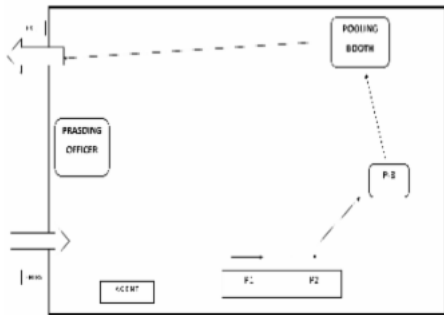 POOLING
BOOTH
PRASDING
OFFICER
P-3
P1
P2
AGENT